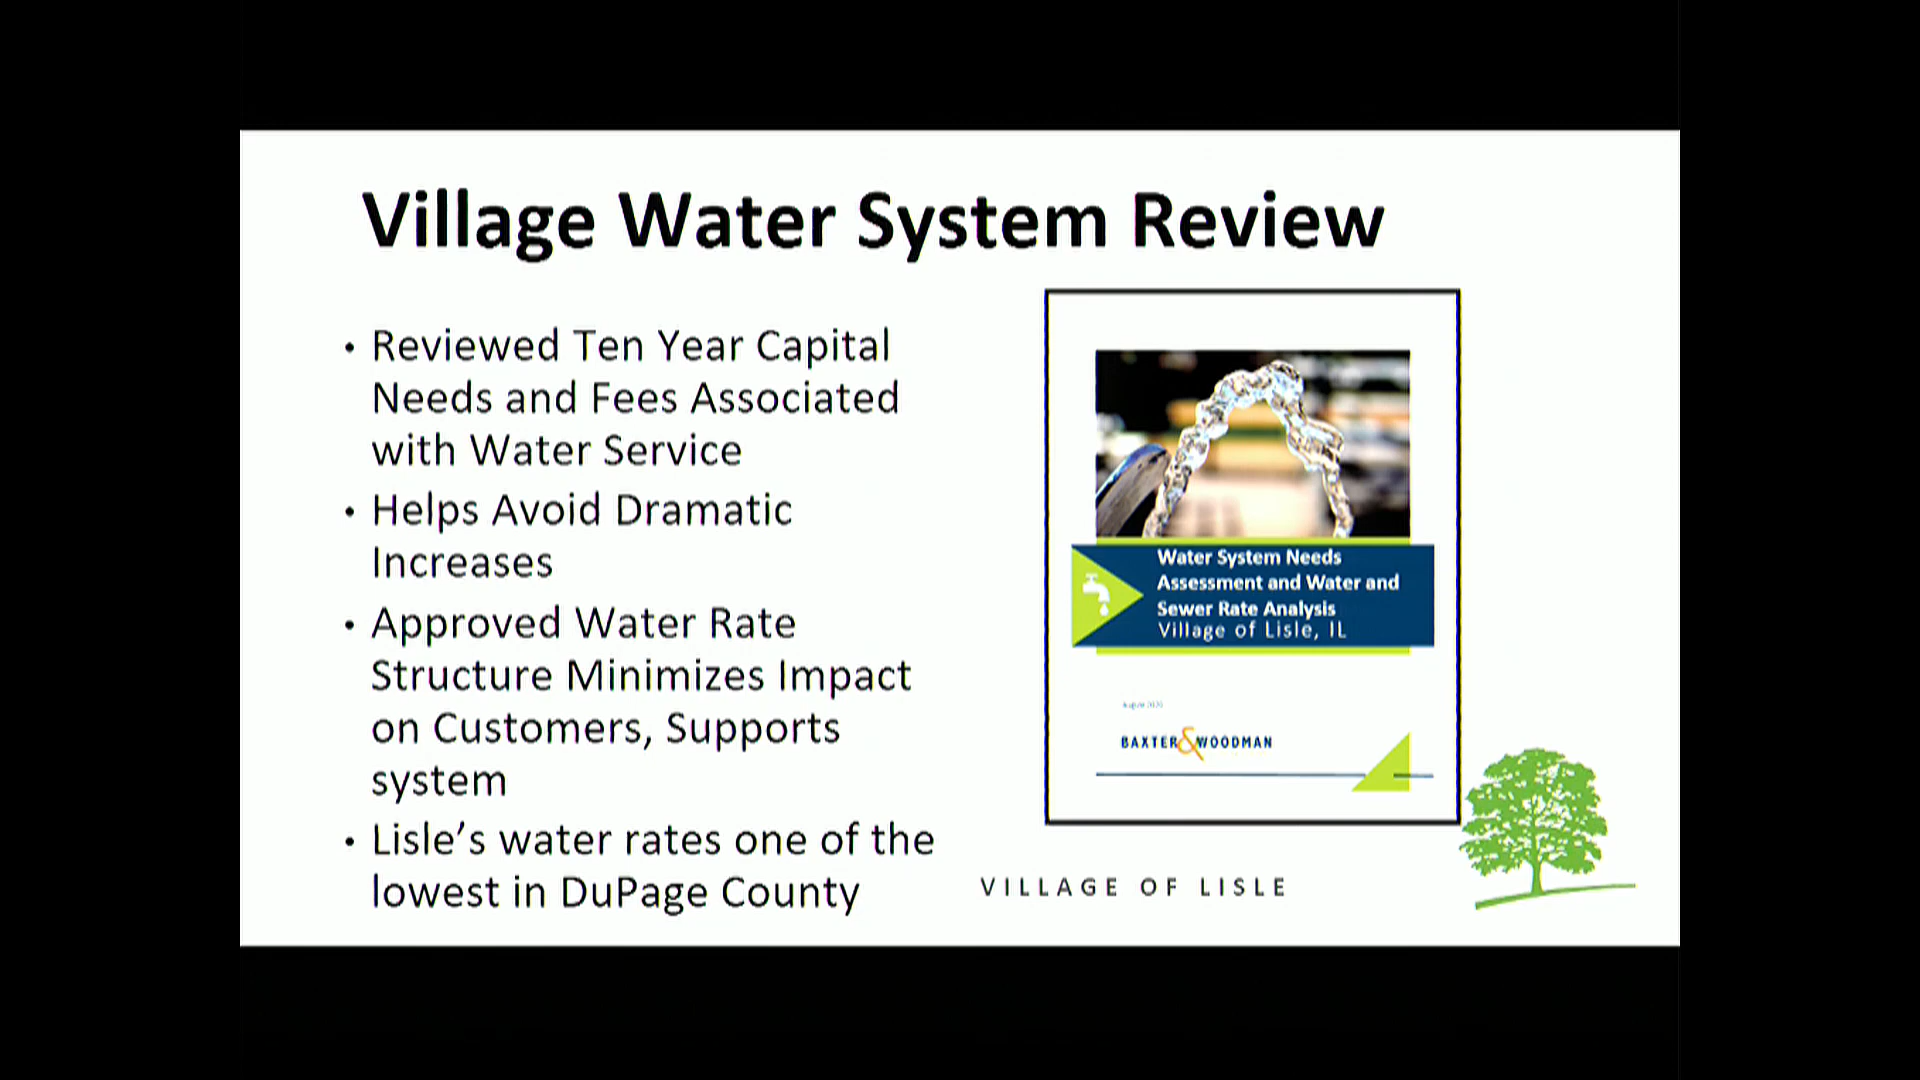 Village Water System Review
• Reviewed Ten Year Capital
Needs and Fees Associated
with Water Service
• Helps Avoid Dramatic
Increases
• Approved Water Rate
Structure Minimizes Impact
on Customers, Supports
system
• Lisle’s water rates one of the
lowest in DuPage County
Water System Needs
Assessment and Water and
Sewer Rate Analysis
Village of Lisle, IL
August 2020
BAXTER & WOODMAN
VILLAGE OF LISLE